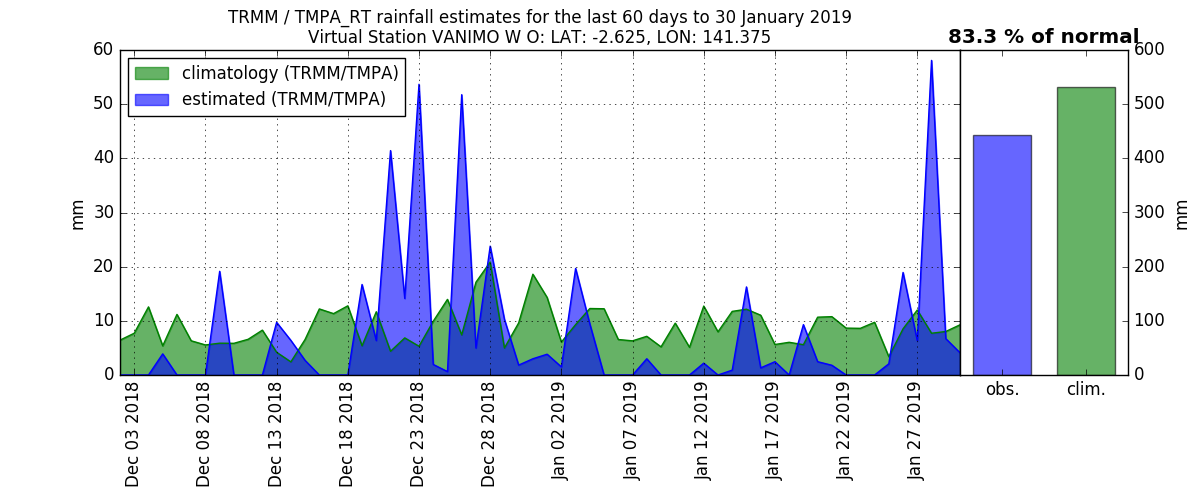 TRMM / TMPA_RT rainfall estimates for the last 60 days to 30 January 2019
Virtual Station VANIMO W O: LAT: -2.625, LON: 141.375
83.3 % of normal
climatology (TRMM/TMPA)
estimated (TRMM/TMPA)
60
50
40
30
20
10
0
mm
600
500
400
300
200
100
0
mm
obs.
clim.
Dec 03 2018
Dec 08 2018
Dec 13 2018
Dec 18 2018
Dec 23 2018
Dec 28 2018
Jan 02 2019
Jan 07 2019
Jan 12 2019
Jan 17 2019
Jan 22 2019
Jan 27 2019